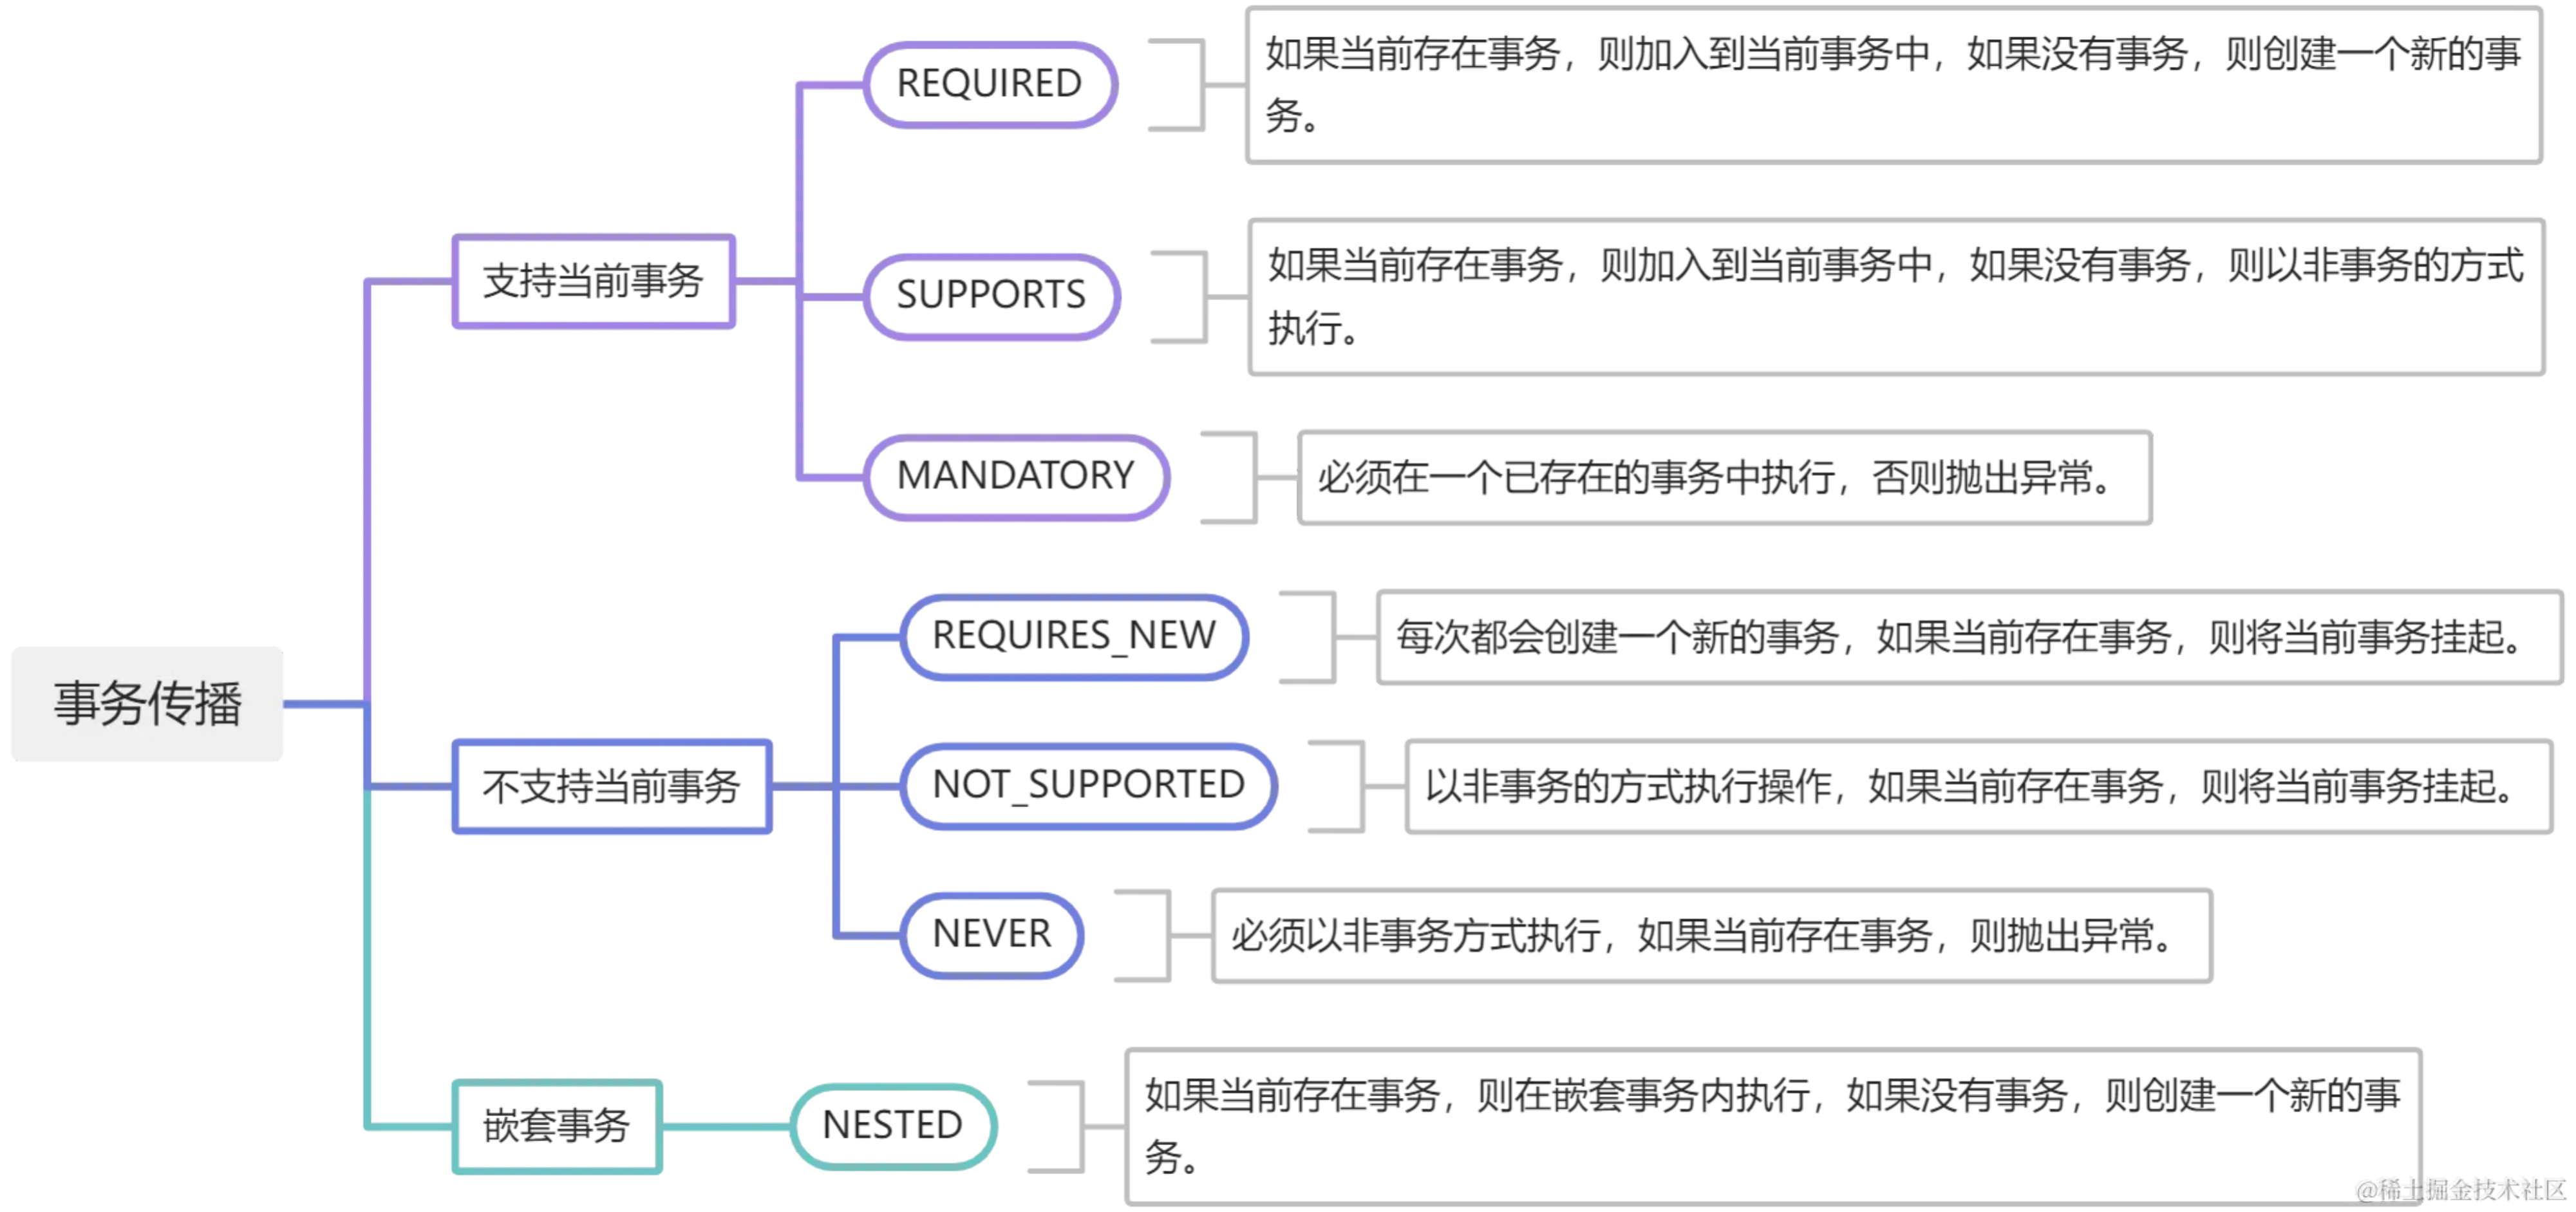 REQUIRED
如果当前存在事务，则加入到当前事务中，如果没有事务，则创建一个新的事
务。
支持当前事务
SUPPORTS
如果当前存在事务，则加入到当前事务中，如果没有事务，则以非事务的方式
执行。
MANDATORY
必须在一个已存在的事务中执行，否则抛出异常。
事务传播
不支持当前事务
REQUIRES_NEW
每次都会创建一个新的事务，如果当前存在事务，则将当前事务挂起。
NOT_SUPPORTED
以非事务的方式执行操作，如果当前存在事务，则将当前事务挂起。
NEVER
必须以非事务方式执行，如果当前存在事务，则抛出异常。
嵌套事务
NESTED
如果当前存在事务，则在嵌套事务内执行，如果没有事务，则创建一个新的事
务。
@稀土掘金技术社区